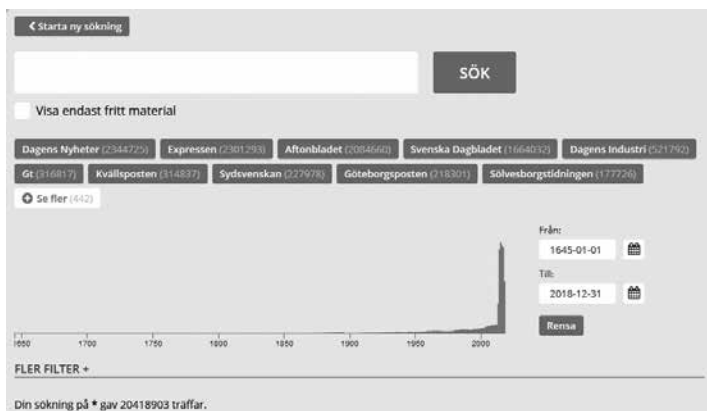 Starta ny sökning
SÖK
Visa endast fritt material
Dagens Nyheter (2344725) Expressen (2301293) Aftonbladet (2084660) Svenska Dagbladet (1664032) Dagens Industri (521792)
Gt (316817) Kvällsposten (314837) Sydsvenskan (227978) Göteborgsposten (218301) Sölvesborgstidningen (177726)
Se fler (442)
Från:
1645-01-01
Till:
2018-12-31
Rensa
1650 1700 1750 1800 1850 1900 1950 2000
FLER FILTER +
Din sökning på * gav 20418903 träffar.